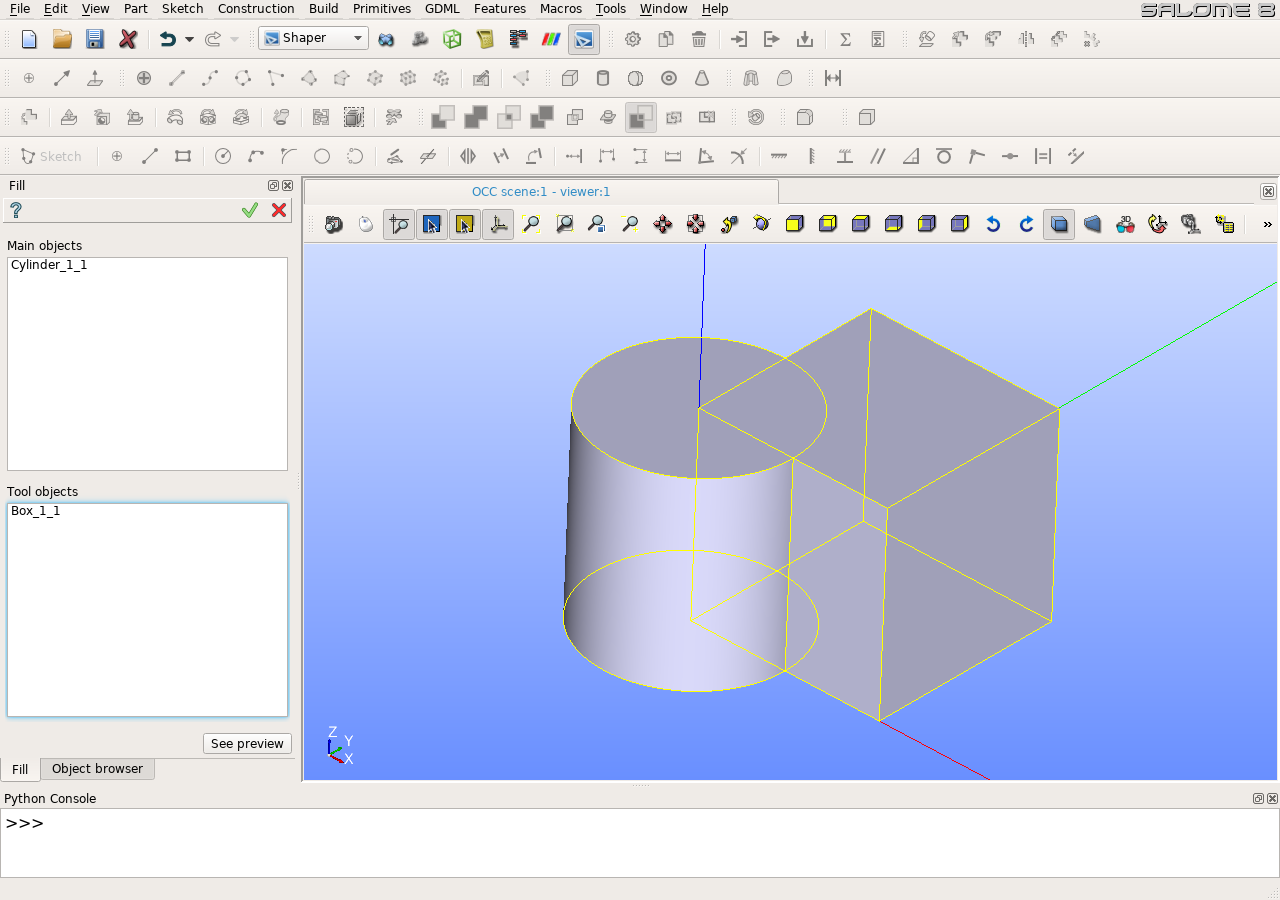 File Edit View Part Sketch Construction Build Primitives GDML Features Macros Tools Window Help
SALOME 8
Shaper
Sketch
Fill
?
Main objects
Cylinder_1_1
Tool objects
Box_1_1
See preview
Fill Object browser
OCC scene:1 - viewer:1
3D
»
Z
Y
X
Python Console
>>>